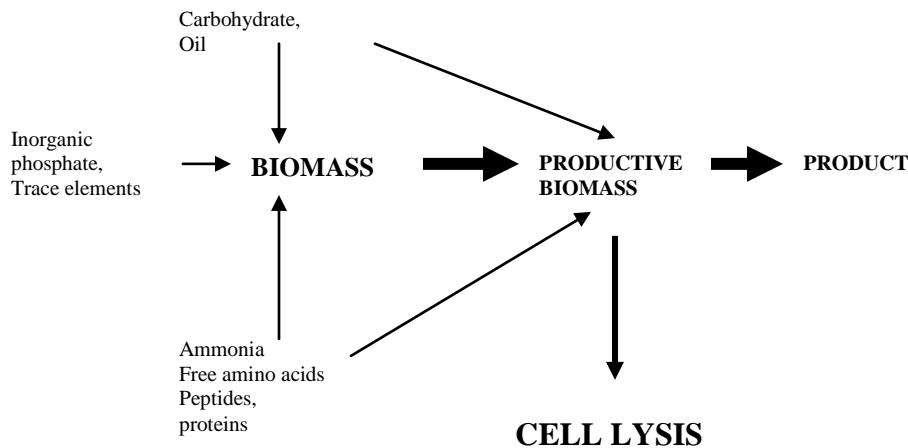 Carbohydrate,
Oil
Inorganic
phosphate,
Trace elements
BIOMASS
PRODUCTIVE
BIOMASS
PRODUCT
Ammonia
Free amino acids
Peptides,
proteins
CELL LYSIS